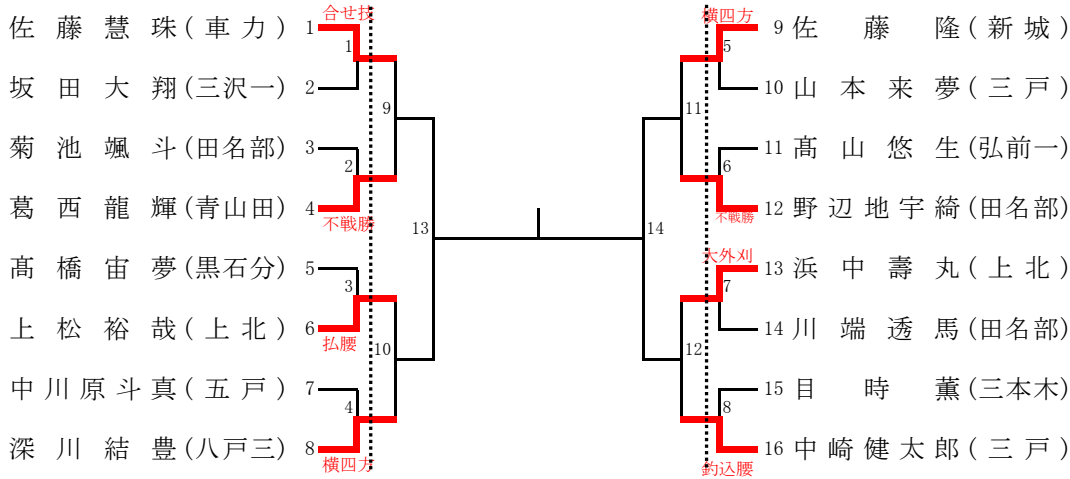 合せ技
佐藤慧珠(車力) 1
1
坂田大翔(三沢一) 2
9
菊池颯斗(田名部) 3
2
葛西龍輝(青山田) 4
不戦勝
13
髙橋宙夢(黒石分) 5
3
上松裕哉(上北) 6
払腰
10
中川原斗真(五戸) 7
4
深川結豊(八戸三) 8
横四方
横四方
9 佐藤隆(新城)
5
10 山本来夢(三戸)
11
11 髙山悠生(弘前一)
6
12 野辺地宇綺(田名部)
不戦勝
14
大外刈
13 浜中壽丸(上北)
7
14 川端透馬(田名部)
12
15 目時薫(三本木)
8
16 中崎健太郎(三戸)
釣込腰